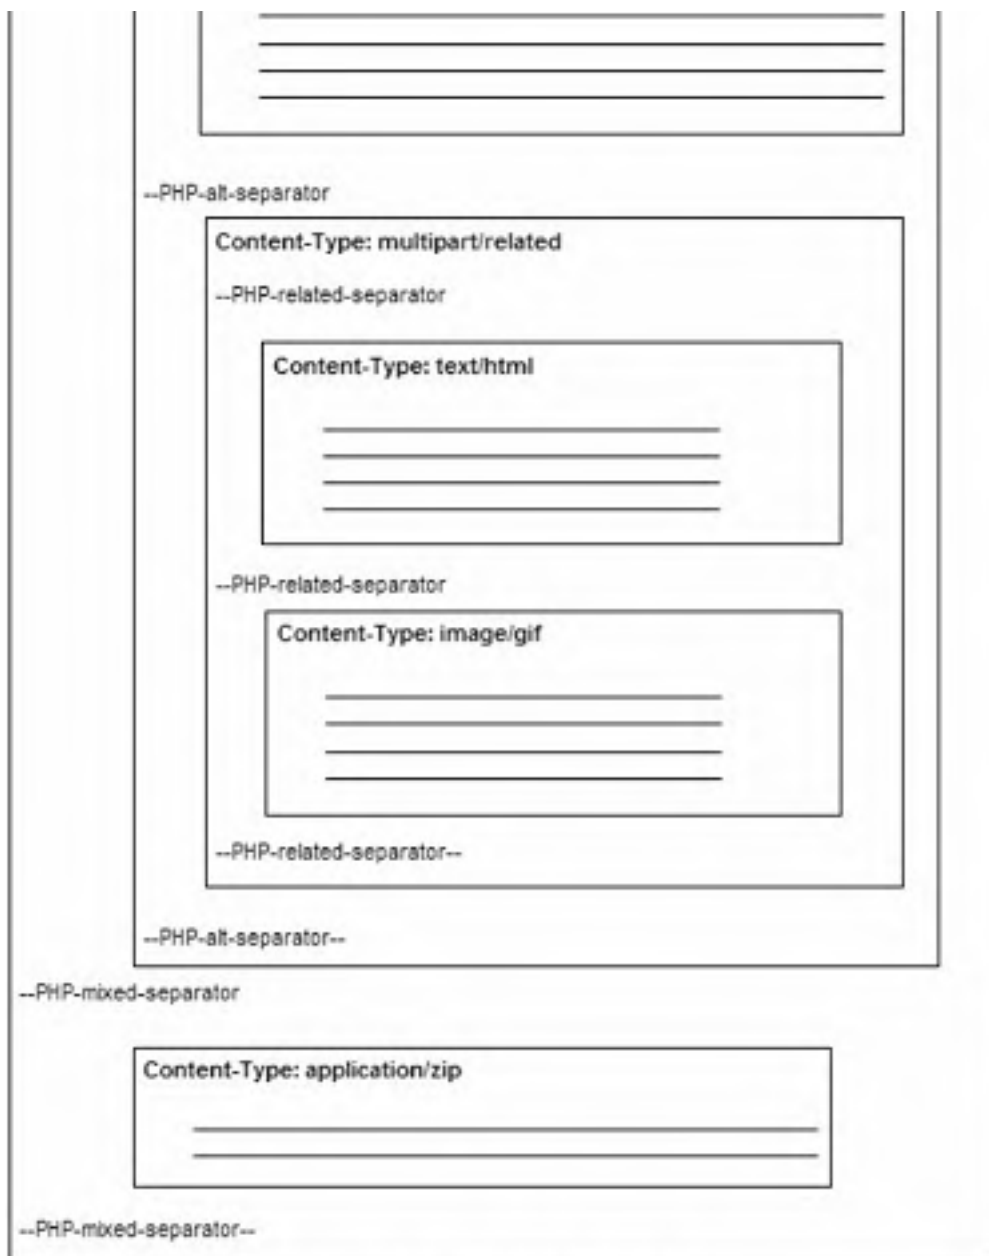 --PHP-alt-separator
Content-Type: multipart/related
--PHP-related-separator
Content-Type: text/html
--PHP-related-separator
Content-Type: image/gif
--PHP-related-separator--
--PHP-alt-separator--
--PHP-mixed-separator
Content-Type: application/zip
--PHP-mixed-separator--